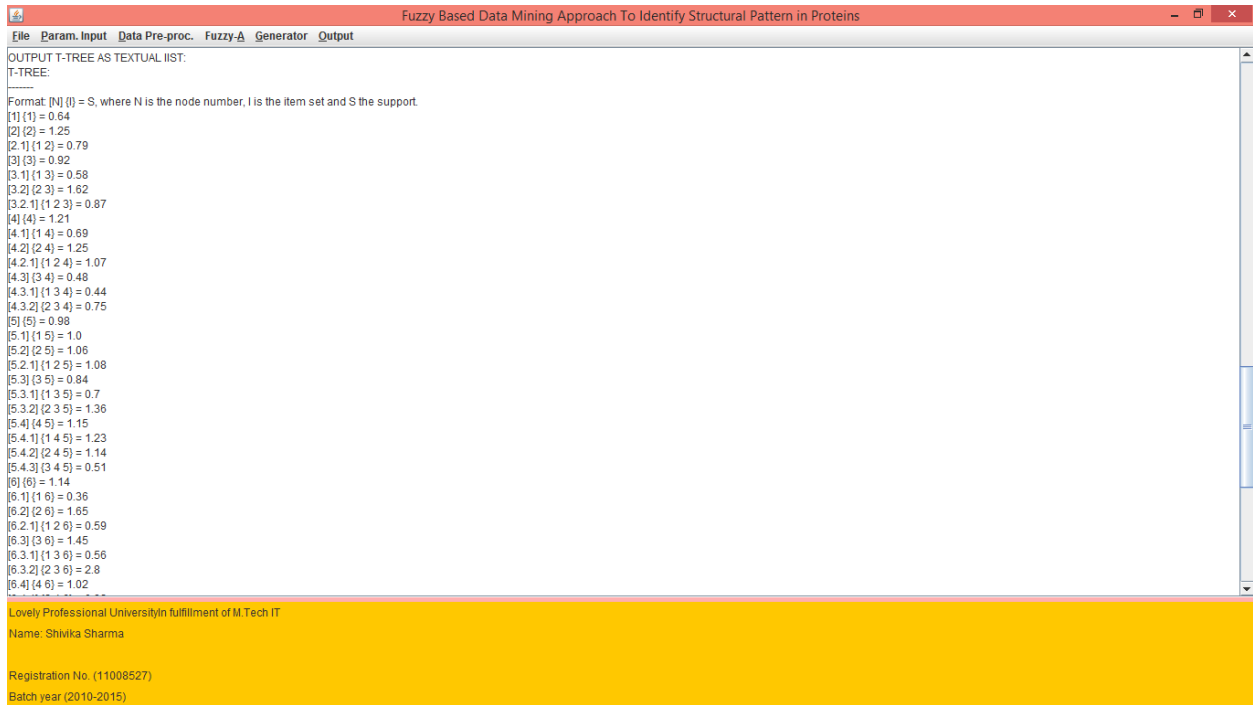 Fuzzy Based Data Mining Approach To Identify Structural Pattern in Proteins
File Param. Input Data Pre-proc. Fuzzy-A Generator Output
OUTPUT T-TREE AS TEXTUAL lIST:
T-TREE:
-------
Format: [N] {I} = S, where N is the node number, I is the item set and S the support.
[1] {1} = 0.64
[2] {2} = 1.25
[2.1] {1 2} = 0.79
[3] {3} = 0.92
[3.1] {1 3} = 0.58
[3.2] {2 3} = 1.62
[3.2.1] {1 2 3} = 0.87
[4] {4} = 1.21
[4.1] {1 4} = 0.69
[4.2] {2 4} = 1.25
[4.2.1] {1 2 4} = 1.07
[4.3] {3 4} = 0.48
[4.3.1] {1 3 4} = 0.44
[4.3.2] {2 3 4} = 0.75
[5] {5} = 0.98
[5.1] {1 5} = 1.0
[5.2] {2 5} = 1.06
[5.2.1] {1 2 5} = 1.08
[5.3] {3 5} = 0.84
[5.3.1] {1 3 5} = 0.7
[5.3.2] {2 3 5} = 1.36
[5.4] {4 5} = 1.15
[5.4.1] {1 4 5} = 1.23
[5.4.2] {2 4 5} = 1.14
[5.4.3] {3 4 5} = 0.51
[6] {6} = 1.14
[6.1] {1 6} = 0.36
[6.2] {2 6} = 1.65
[6.2.1] {1 2 6} = 0.59
[6.3] {3 6} = 1.45
[6.3.1] {1 3 6} = 0.56
[6.3.2] {2 3 6} = 2.8
[6.4] {4 6} = 1.02
Lovely Professional UniversityIn fulfillment of M.Tech IT
Name: Shivika Sharma
Registration No. (11008527)
Batch year (2010-2015)